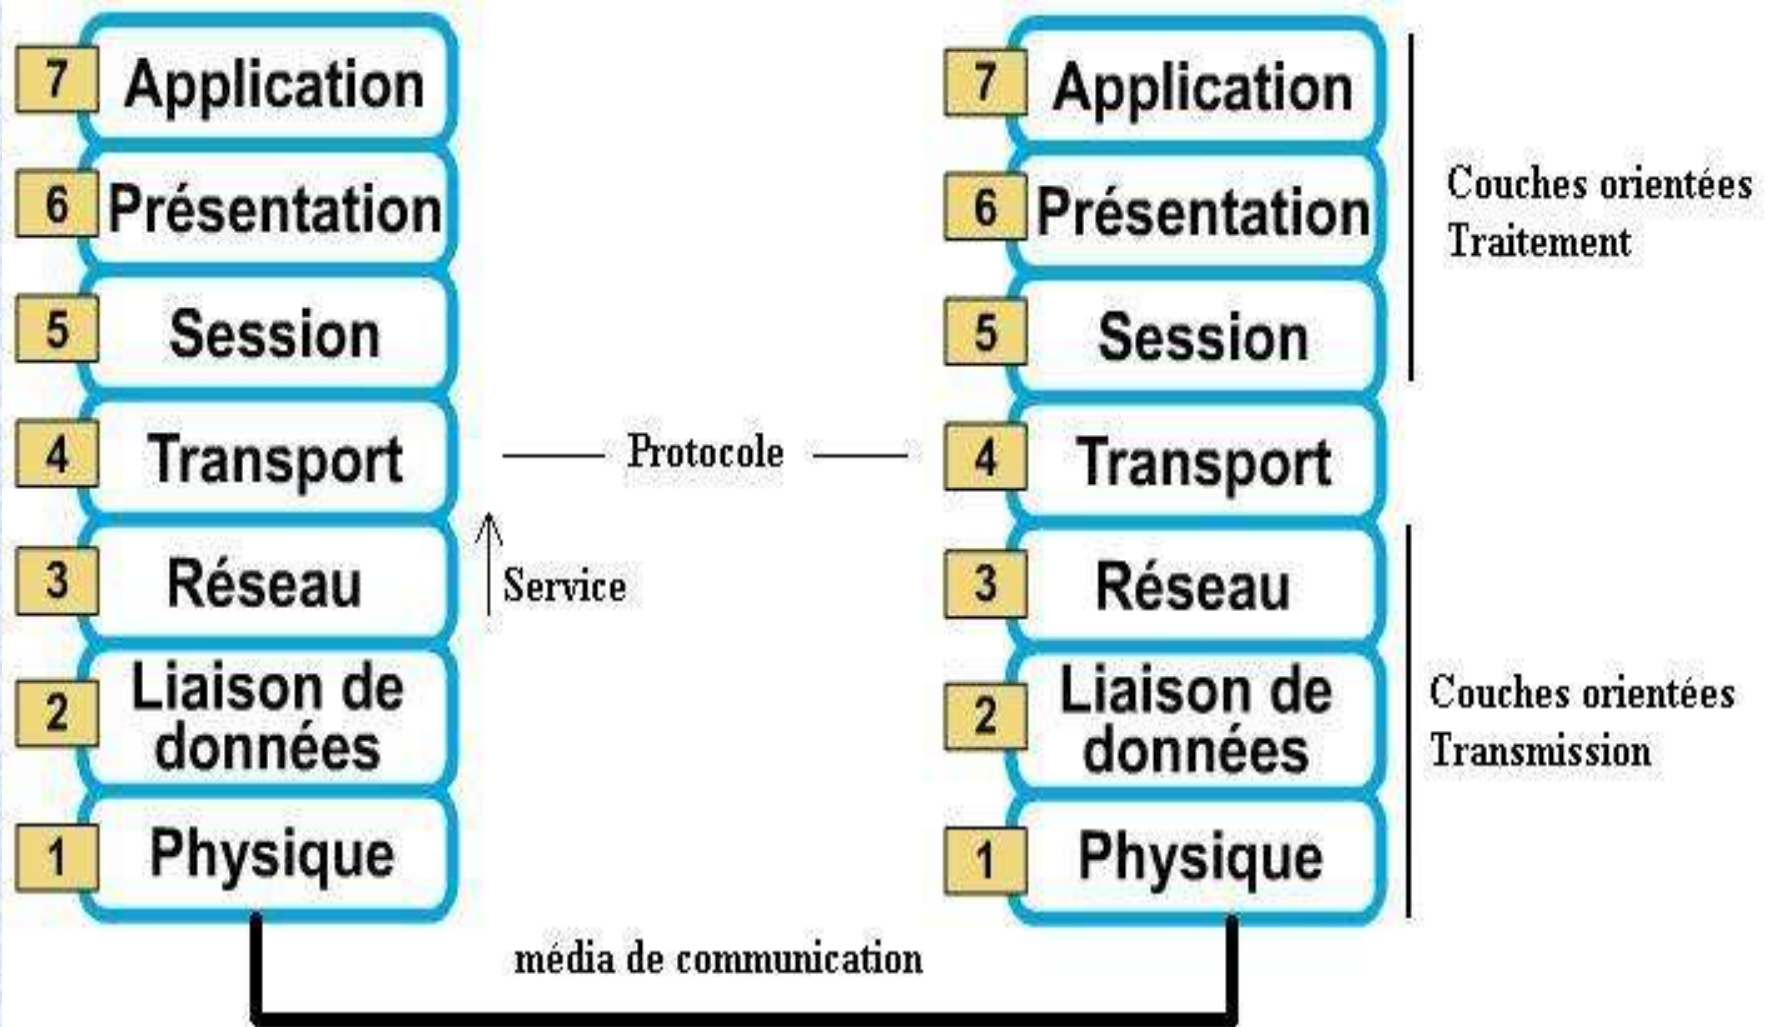 7 Application
6 Présentation
5 Session
4 Transport
3 Réseau
2 Liaison de
données
1 Physique
Protocole
Service
média de communication
7 Application
6 Présentation
5 Session
4 Transport
3 Réseau
2 Liaison de
données
1 Physique
Couches orientées
Traitement
Couches orientées
Transmission